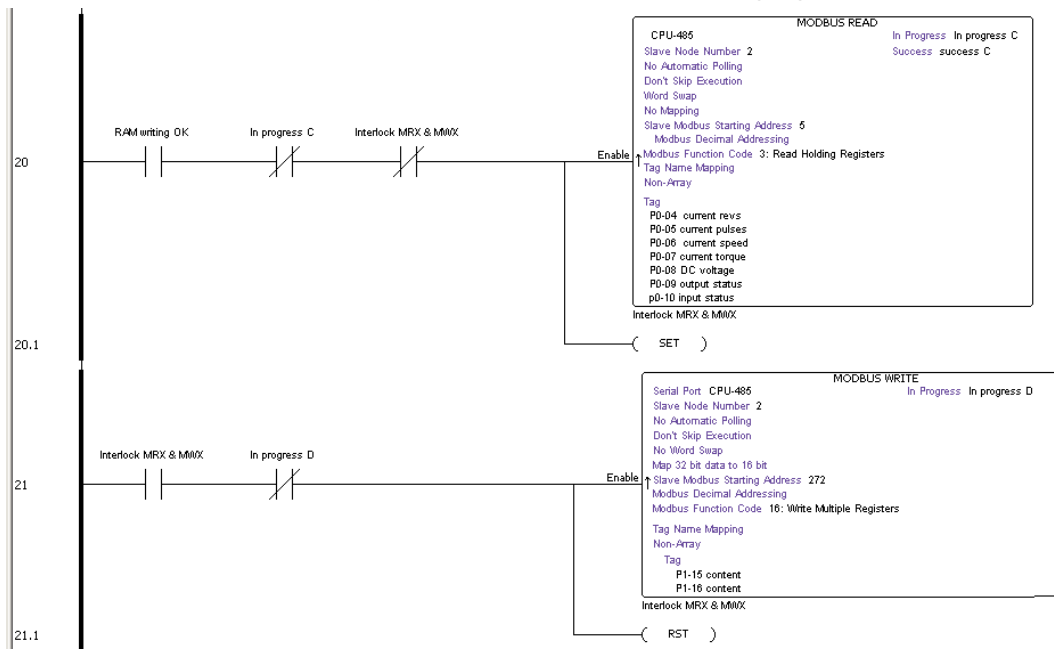 MODBUS READ
CPU-485 In Progress In progress C
Slave Node Number 2 Success success C
No Automatic Polling
Don't Skip Execution
Word Swap
No Mapping
Slave Modbus Starting Address 5
Modbus Decimal Addressing
RAM writing OK In progress C Interlock MRX & MWX
20 Enable Modbus Function Code 3: Read Holding Registers
Tag Name Mapping
Non-Array
Tag
P0-04 current revs
P0-05 current pulses
P0-06 current speed
P0-07 current torque
P0-08 DC voltage
P0-09 output status
p0-10 input status
Interlock MRX & MWX
20.1 ( SET )
MODBUS WRITE
Serial Port CPU-485 In Progress In progress D
Slave Node Number 2
No Automatic Polling
Don't Skip Execution
No Word Swap
Map 32 bit data to 16 bit
Interlock MRX & MWX In progress D
21 Enable Slave Modbus Starting Address 272
Modbus Decimal Addressing
Modbus Function Code 16: Write Multiple Registers
Tag Name Mapping
Non-Array
Tag
P1-15 content
P1-16 content
Interlock MRX & MWX
21.1 ( RST )